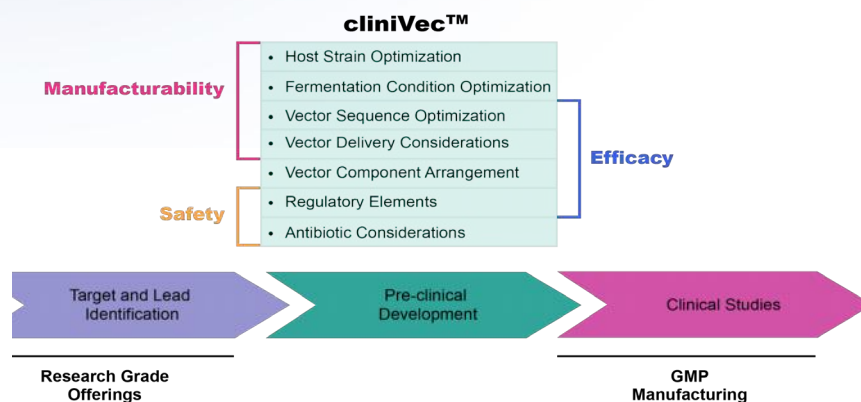 cliniVec™
Manufacturability
Safety
• Host Strain Optimization
• Fermentation Condition Optimization
• Vector Sequence Optimization
• Vector Delivery Considerations
• Vector Component Arrangement
• Regulatory Elements
• Antibiotic Considerations
Efficacy
Target and Lead
Identification
Pre-clinical
Development
Clinical Studies
Research Grade
Offerings
GMP
Manufacturing